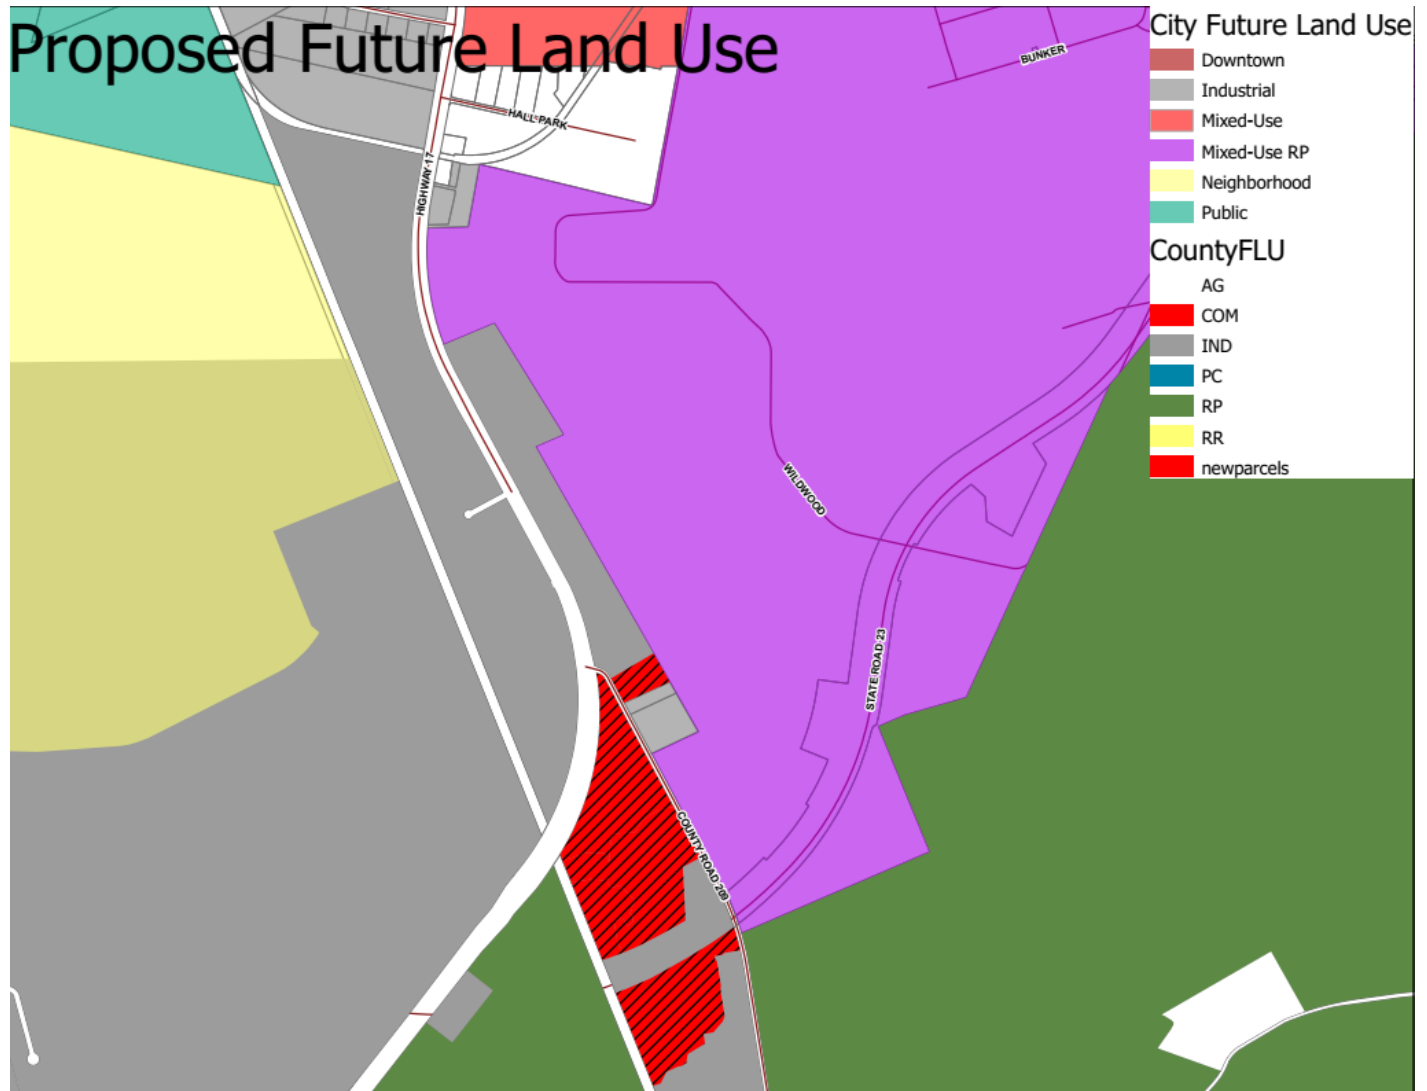 Proposed Future Land Use
City Future Land Use
Downtown
Industrial
Mixed-Use
Mixed-Use RP
Neighborhood
Public
CountyFLU
AG
COM
IND
PC
RP
RR
newparcels
BUNKER
HALL PARK
HIGHWAY 17
WILDWOOD
STATE ROAD 23
COUNTY ROAD 209